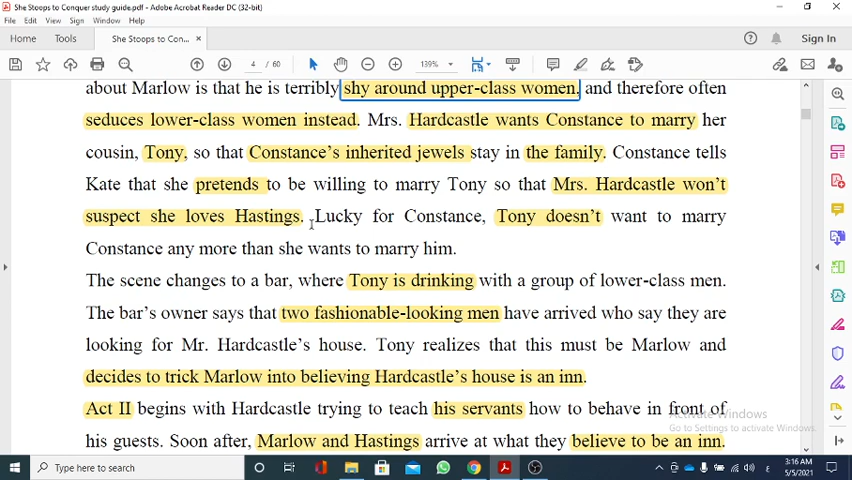 She Stoops to Conquer study guide.pdf - Adobe Acrobat Reader DC (32-bit)
File Edit View Sign Window Help
Home Tools She Stoops to Con... × Sign In
4 / 60 139%
about Marlow is that he is terribly shy around upper-class women, and therefore often
seduces lower-class women instead. Mrs. Hardcastle wants Constance to marry her
cousin, Tony, so that Constance's inherited jewels stay in the family. Constance tells
Kate that she pretends to be willing to marry Tony so that Mrs. Hardcastle won't
suspect she loves Hastings. Lucky for Constance, Tony doesn't want to marry
Constance any more than she wants to marry him.
The scene changes to a bar, where Tony is drinking with a group of lower-class men.
The bar's owner says that two fashionable-looking men have arrived who say they are
looking for Mr. Hardcastle's house. Tony realizes that this must be Marlow and
decides to trick Marlow into believing Hardcastle's house is an inn.
Act II begins with Hardcastle trying to teach his servants how to behave in front of
his guests. Soon after, Marlow and Hastings arrive at what they believe to be an inn.
Activate Windows
Go to Settings to activate Windows.
Type here to search
ع 3:16 AM
5/5/2021